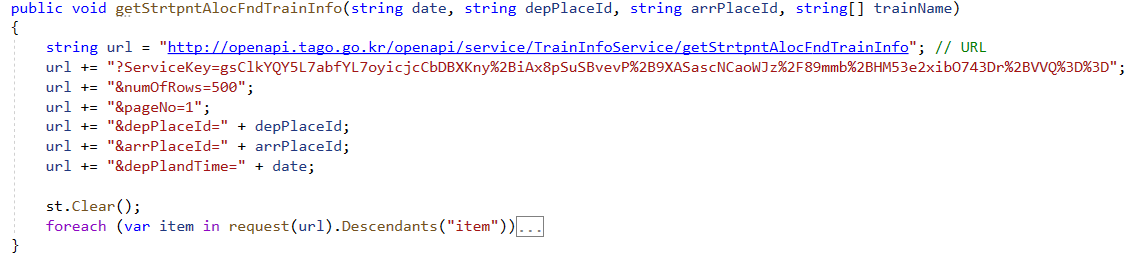 public void getStrtpntAlocFndTrainInfo(string date, string depPlaceId, string arrPlaceId, string[] trainName)
{
string url = "http://openapi.tago.go.kr/openapi/service/TrainInfoService/getStrtpntAlocFndTrainInfo"; // URL
url += "?ServiceKey=gsClkYQY5L7abfYL7oyicjcCbDBXKny%2BiAx8pSuSBvevP%2B9XASascNCaoWJz%2F89mmb%2BHM53e2xibO743Dr%2BVVQ%3D%3D";
url += "&numOfRows=500";
url += "&pageNo=1";
url += "&depPlaceId=" + depPlaceId;
url += "&arrPlaceId=" + arrPlaceId;
url += "&depPlandTime=" + date;
st.Clear();
foreach (var item in request(url).Descendants("item"))...
}